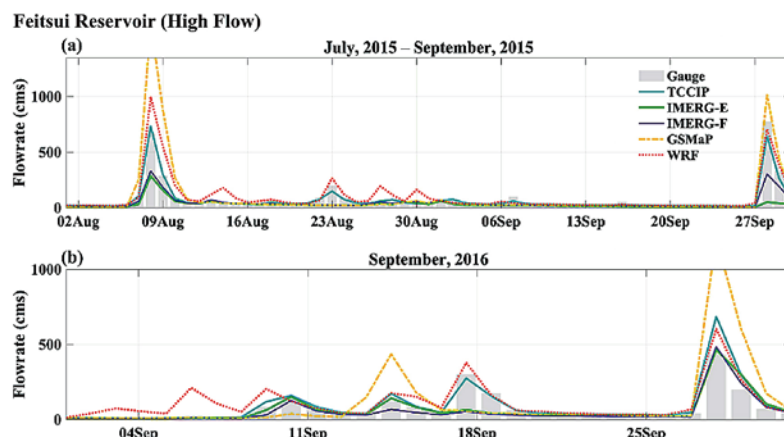 Feitsui Reservoir (High Flow)
(a)
July, 2015 – September, 2015
Flowrate (cms)
1000
500
0
Gauge
TCCIP
IMERG-E
IMERG-F
GSMaP
WRF
02Aug 09Aug 16Aug 23Aug 30Aug 06Sep 13Sep 20Sep 27Sep
(b)
September, 2016
Flowrate (cms)
1000
500
0
04Sep 11Sep 18Sep 25Sep